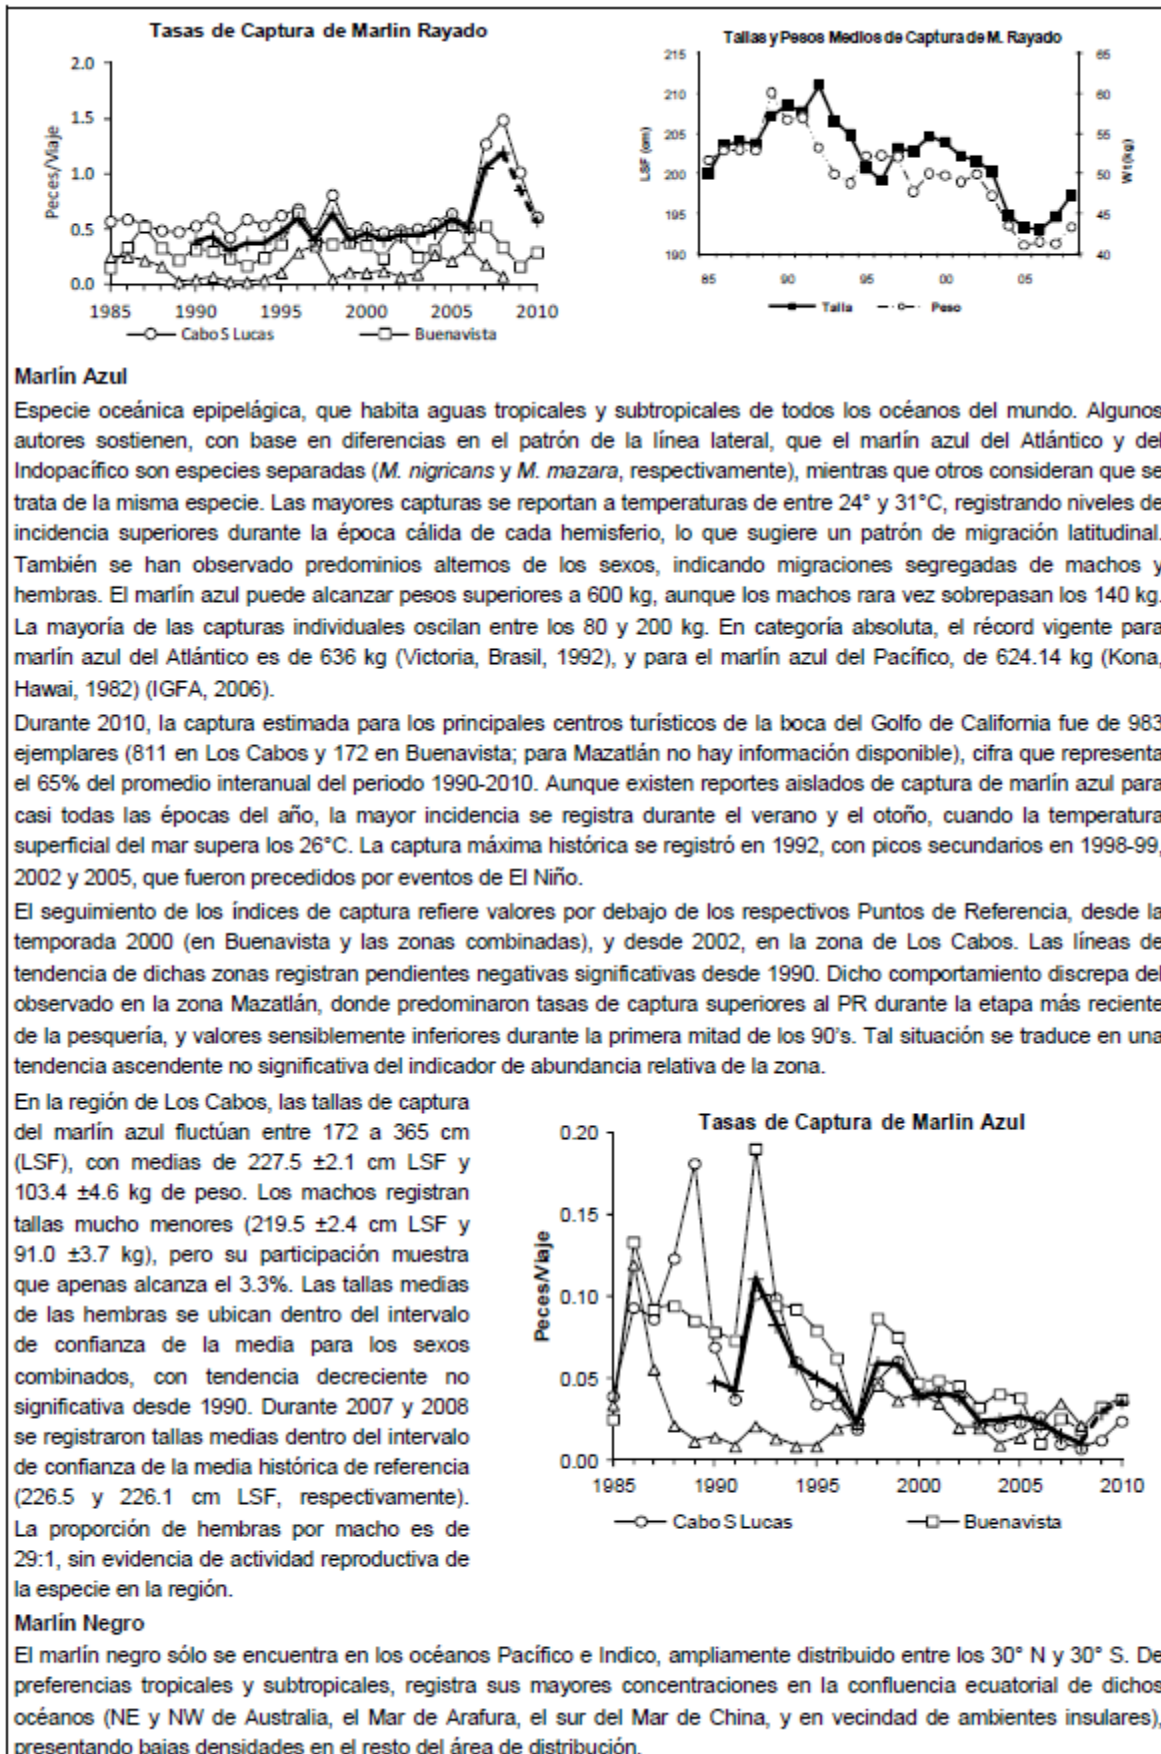 Tasas de Captura de Marlin Rayado
2.0
1.5
1.0
0.5
0.0
Peces/Viaje
1985 1990 1995 2000 2005 2010
Cabo S Lucas Buenavista
Tallas y Pesos Medios de Captura de M. Rayado
215
210
205
200
195
190
LSF (cm)
65
60
55
50
45
40
Wt(kg)
85 90 95 00 05
Talla Peso
Marlín Azul
Especie oceánica epipelágica, que habita aguas tropicales y subtropicales de todos los océanos del mundo. Algunos
autores sostienen, con base en diferencias en el patrón de la línea lateral, que el marlín azul del Atlántico y del
Indopacífico son especies separadas (M. nigricans y M. mazara, respectivamente), mientras que otros consideran que se
trata de la misma especie. Las mayores capturas se reportan a temperaturas de entre 24° y 31°C, registrando niveles de
incidencia superiores durante la época cálida de cada hemisferio, lo que sugiere un patrón de migración latitudinal.
También se han observado predominios alternos de los sexos, indicando migraciones segregadas de machos y
hembras. El marlín azul puede alcanzar pesos superiores a 600 kg, aunque los machos rara vez sobrepasan los 140 kg.
La mayoría de las capturas individuales oscilan entre los 80 y 200 kg. En categoría absoluta, el récord vigente para
marlín azul del Atlántico es de 636 kg (Victoria, Brasil, 1992), y para el marlín azul del Pacífico, de 624.14 kg (Kona,
Hawai, 1982) (IGFA, 2006).
Durante 2010, la captura estimada para los principales centros turísticos de la boca del Golfo de California fue de 983
ejemplares (811 en Los Cabos y 172 en Buenavista; para Mazatlán no hay información disponible), cifra que representa
el 65% del promedio interanual del periodo 1990-2010. Aunque existen reportes aislados de captura de marlín azul para
casi todas las épocas del año, la mayor incidencia se registra durante el verano y el otoño, cuando la temperatura
superficial del mar supera los 26°C. La captura máxima histórica se registró en 1992, con picos secundarios en 1998-99,
2002 y 2005, que fueron precedidos por eventos de El Niño.
El seguimiento de los índices de captura refiere valores por debajo de los respectivos Puntos de Referencia, desde la
temporada 2000 (en Buenavista y las zonas combinadas), y desde 2002, en la zona de Los Cabos. Las líneas de
tendencia de dichas zonas registran pendientes negativas significativas desde 1990. Dicho comportamiento discrepa del
observado en la zona Mazatlán, donde predominaron tasas de captura superiores al PR durante la etapa más reciente
de la pesquería, y valores sensiblemente inferiores durante la primera mitad de los 90's. Tal situación se traduce en una
tendencia ascendente no significativa del indicador de abundancia relativa de la zona.
En la región de Los Cabos, las tallas de captura
del marlín azul fluctúan entre 172 a 365 cm
(LSF), con medias de 227.5 ±2.1 cm LSF y
103.4 ±4.6 kg de peso. Los machos registran
tallas mucho menores (219.5 ±2.4 cm LSF y
91.0 ±3.7 kg), pero su participación muestra
que apenas alcanza el 3.3%. Las tallas medias
de las hembras se ubican dentro del intervalo
de confianza de la media para los sexos
combinados, con tendencia decreciente no
significativa desde 1990. Durante 2007 y 2008
se registraron tallas medias dentro del intervalo
de confianza de la media histórica de referencia
(226.5 y 226.1 cm LSF, respectivamente).
La proporción de hembras por macho es de
29:1, sin evidencia de actividad reproductiva de
la especie en la región.
Tasas de Captura de Marlin Azul
0.20
0.15
0.10
0.05
0.00
Peces/Viaje
1985 1990 1995 2000 2005 2010
Cabo S Lucas Buenavista
Marlín Negro
El marlín negro sólo se encuentra en los océanos Pacífico e Indico, ampliamente distribuido entre los 30° N y 30° S. De
preferencias tropicales y subtropicales, registra sus mayores concentraciones en la confluencia ecuatorial de dichos
océanos (NE y NW de Australia, el Mar de Arafura, el sur del Mar de China, y en vecindad de ambientes insulares),
presentando bajas densidades en el resto del área de distribución.